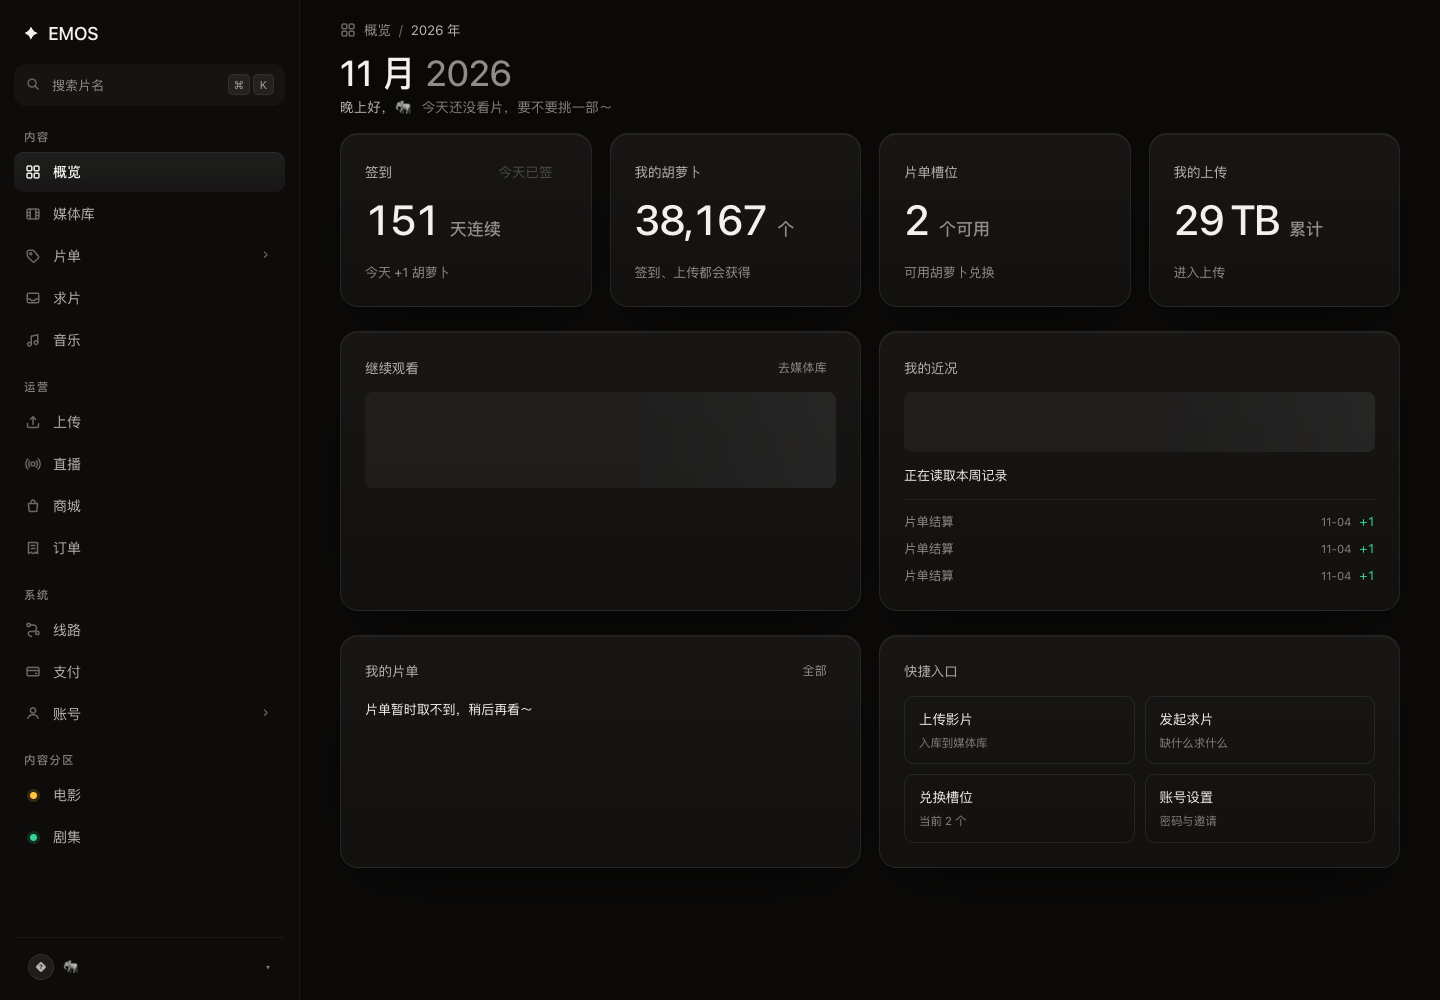 EMOS
搜索片名 ⌘ K
内容
概览
媒体库
片单
求片
音乐
运营
上传
直播
商城
订单
系统
线路
支付
账号
内容分区
电影
剧集
概览 / 2026 年
11 月 2026
晚上好，🐘 今天还没看片，要不要挑一部～
签到 今天已签
151 天连续
今天 +1 胡萝卜
我的胡萝卜
38,167 个
签到、上传都会获得
片单槽位
2 个可用
可用胡萝卜兑换
我的上传
29 TB 累计
进入上传
继续观看 去媒体库
我的近况
正在读取本周记录
片单结算 11-04 +1
片单结算 11-04 +1
片单结算 11-04 +1
我的片单 全部
片单暂时取不到，稍后再看～
快捷入口
上传影片
入库到媒体库
发起求片
缺什么求什么
兑换槽位
当前 2 个
账号设置
密码与邀请